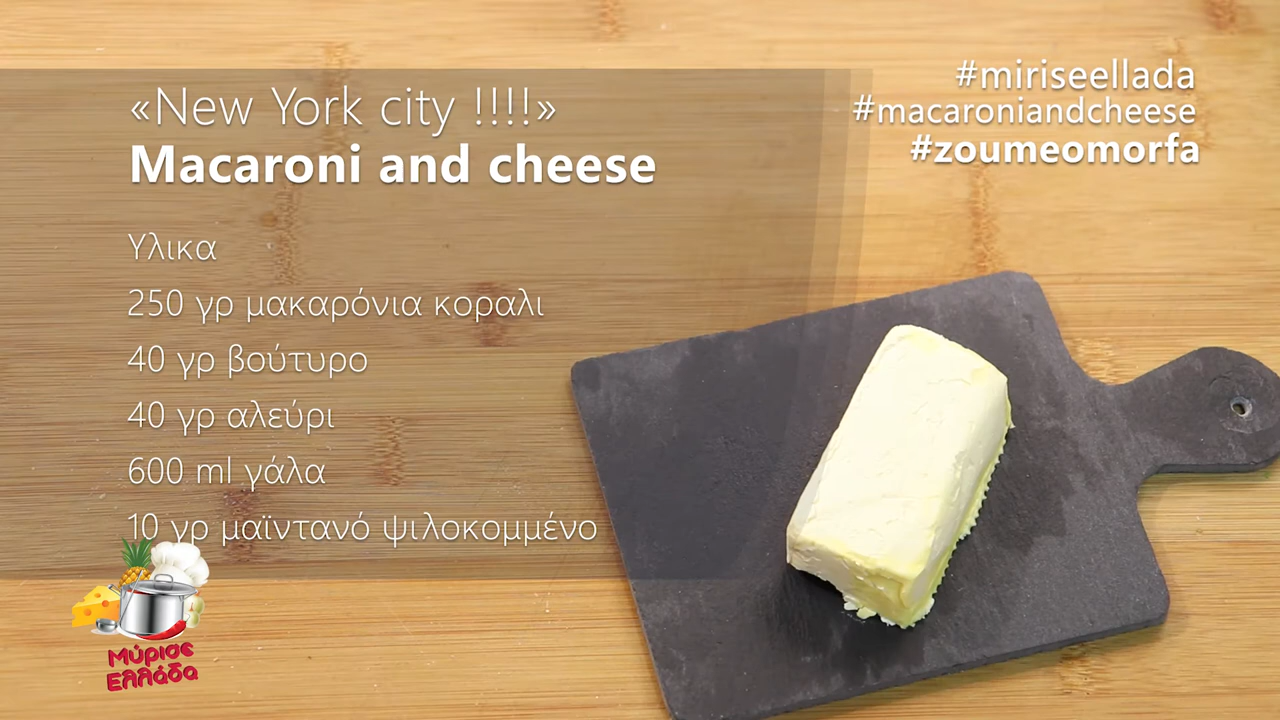 «New York city !!!!»
Macaroni and cheese
Υλικα
250 γρ μακαρόνια κοραλι
40 γρ βούτυρο
40 γρ αλεύρι
600 ml γάλα
10 γρ μαϊντανό ψιλοκομμένο
#miriseellada
#macaroniandcheese
#zoumeomorfa
Μύρισε
Ελλάδα